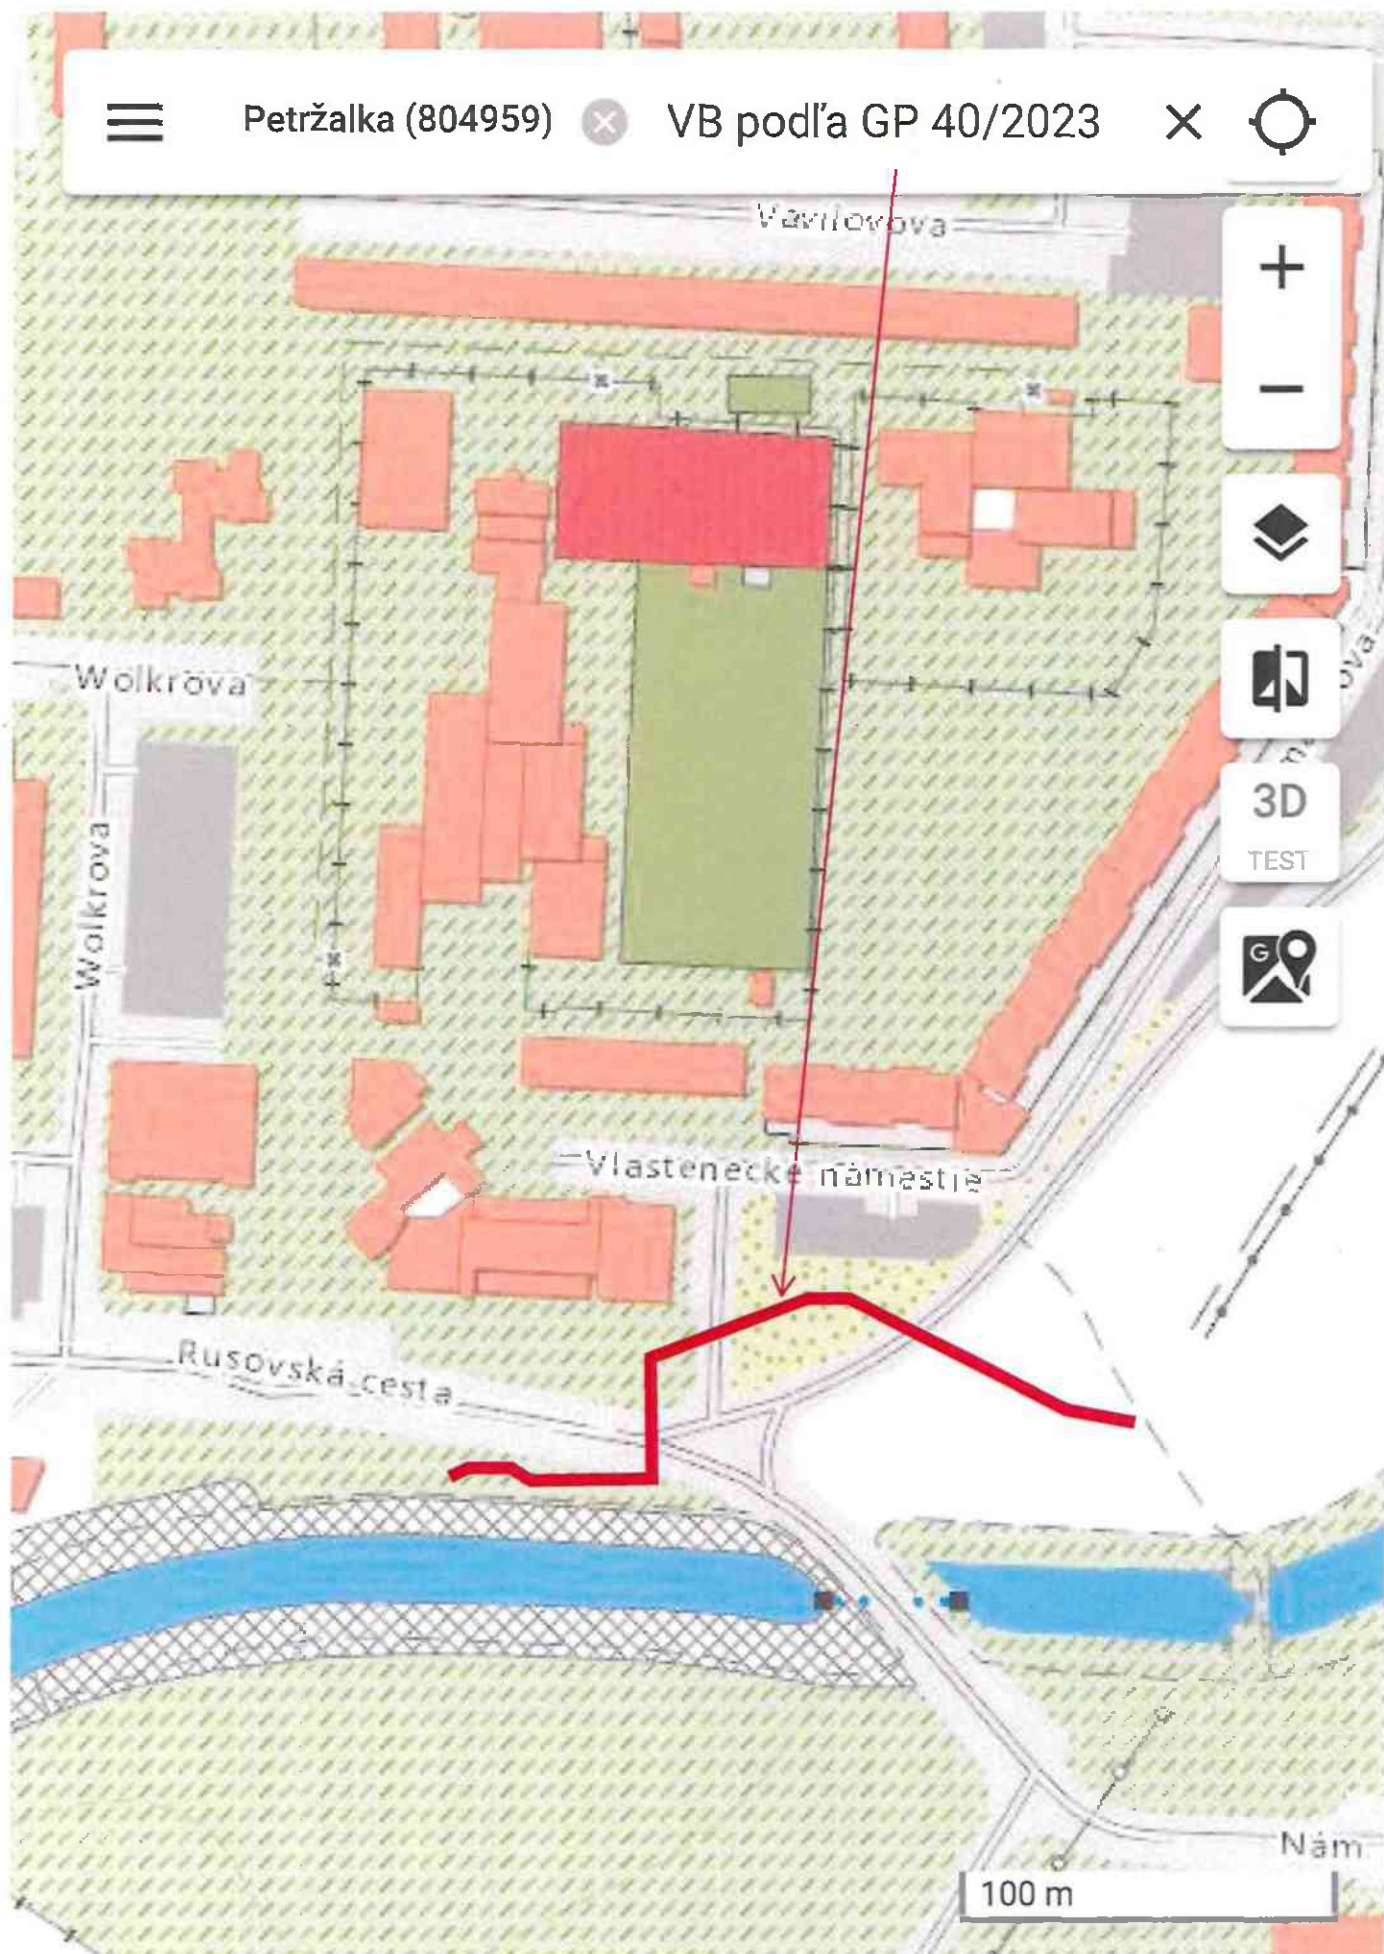 Petržalka (804959) VB podľa GP 40/2023
Vavilovova
Wolkrova
Wolkrova
3D
TEST
G
Vlastenecké námestie
Rusovská cesta
Nám
100 m